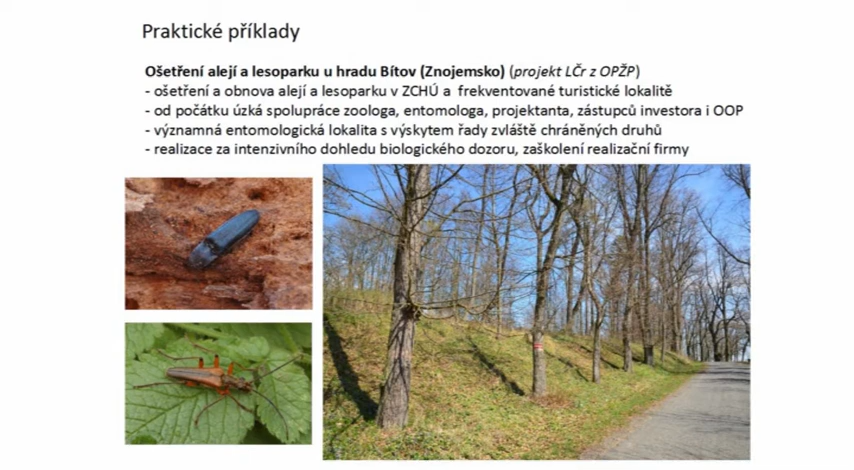 Praktické příklady
Ošetření alejí a lesoparku u hradu Bítov (Znojemsko) (projekt LČr z OPŽP)
- ošetření a obnova alejí a lesoparku v ZCHÚ a frekventované turistické lokalitě
- od počátku úzká spolupráce zoologa, entomologa, projektanta, zástupců investora i OOP
- významná entomologická lokalita s výskytem řady zvláště chráněných druhů
- realizace za intenzivního dohledu biologického dozoru, zaškolení realizační firmy